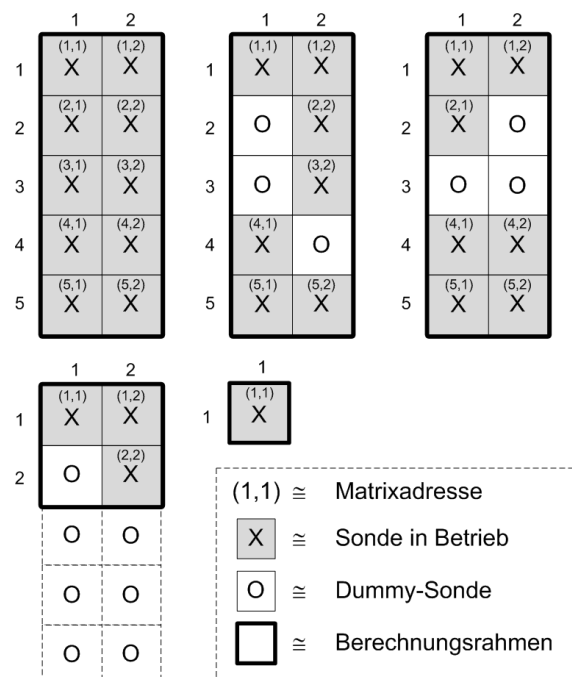 1 2 1 2 1 2
(1,1) (1,2) (1,1) (1,2) (1,1) (1,2)
1 X X 1 X X 1 X X
(2,1) (2,2) (2,2) (2,1)
2 X X 2 O X 2 X O
(3,1) (3,2) (3,2)
3 X X 3 O X 3 O O
(4,1) (4,2) (4,1) (4,1) (4,2)
4 X X 4 X O 4 X X
(5,1) (5,2) (5,1) (5,2) (5,1) (5,2)
5 X X 5 X X 5 X X
1 2 1
(1,1) (1,2) (1,1)
1 X X 1 X
(2,2)
2 O X
O O
O O
O O
(1,1) ≅ Matrixadresse
X ≅ Sonde in Betrieb
O ≅ Dummy-Sonde
≅ Berechnungsrahmen